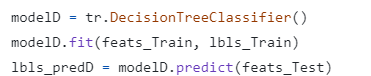 modelD = tr.DecisionTreeClassifier()
modelD.fit(feats_Train, lbls_Train)
lbls_predD = modelD.predict(feats_Test)